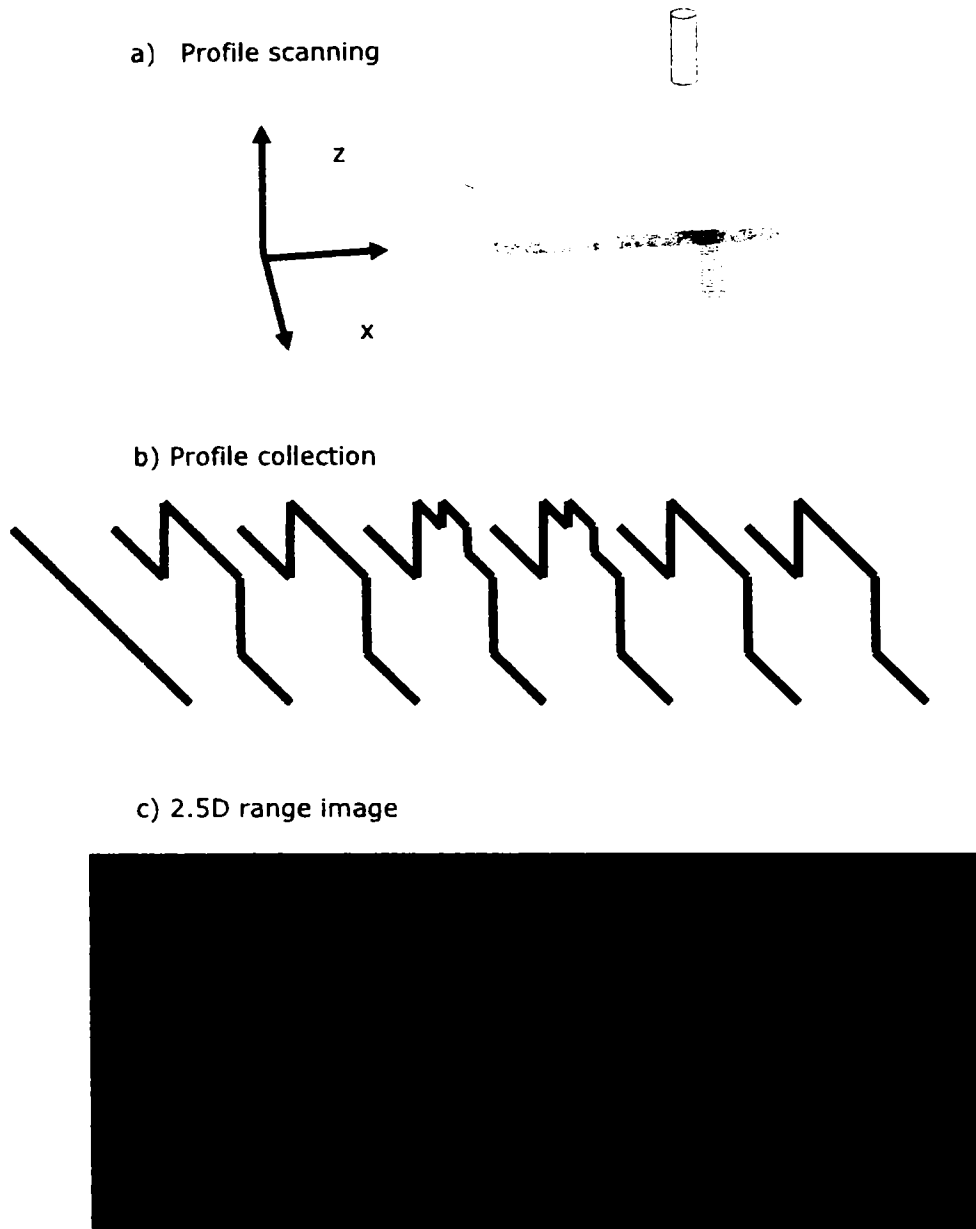 a) Profile scanning
z
x
b) Profile collection
c) 2.5D range image